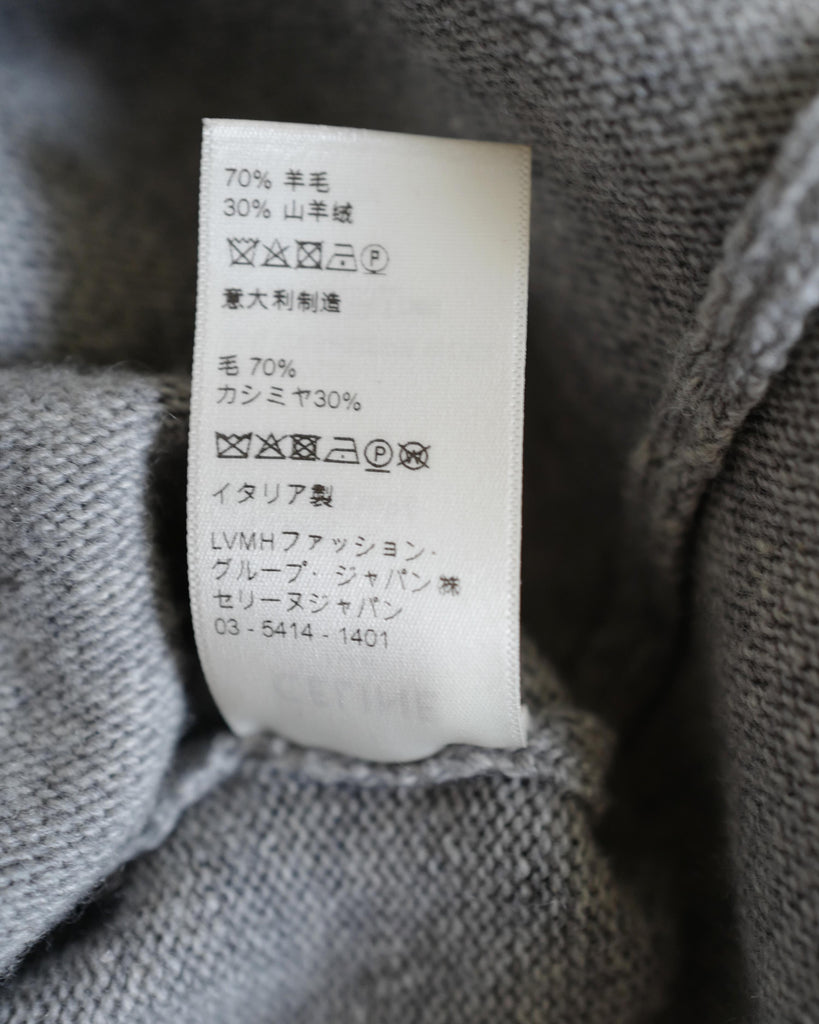 70% 羊毛
30% 山羊绒
P
意大利制造
毛 70%
カシミヤ30%
P W
イタリア製
LVMHファッション·
グループ· ジャパン㈱
セリーヌジャパン
03 - 5414 - 1401
CELINE